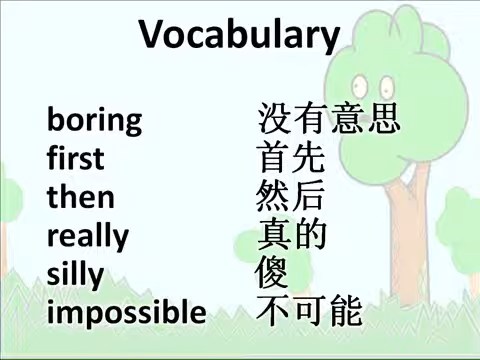 Vocabulary
boring 没有意思
first 首先
then 然后
really 真的
silly 傻
impossible 不可能